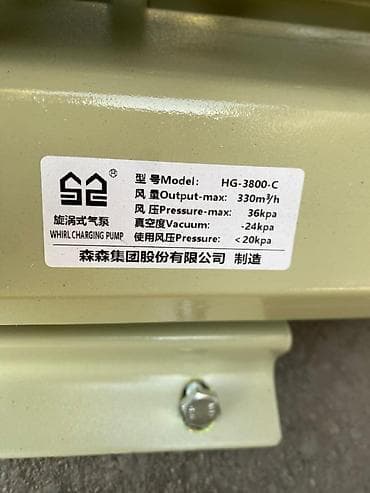 ®
型 号Model: HG-3800-C
风 量Output-max: 330m³/h
风 压Pressure-max: 36kpa
真空度Vacuum: -24kpa
使用风压Pressure: <20kpa
旋涡式气泵
WHIRL CHARGING PUMP
森森集团股份有限公司 制造